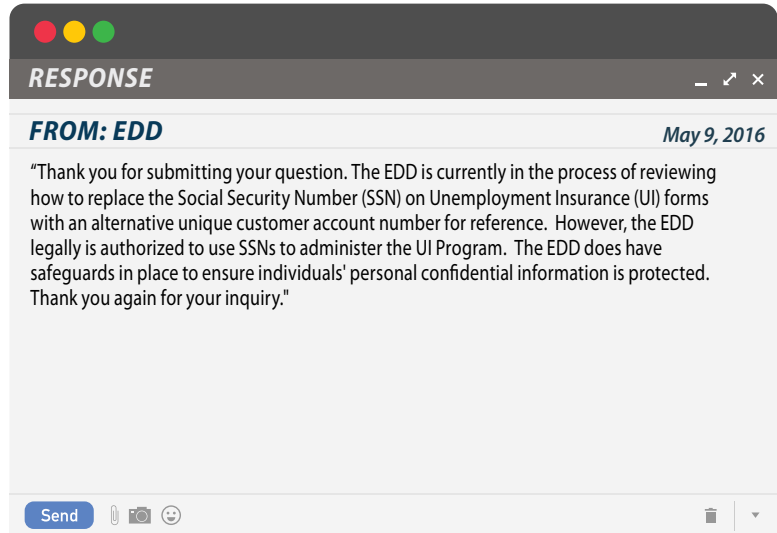 RESPONSE
FROM: EDD
May 9, 2016
“Thank you for submitting your question. The EDD is currently in the process of reviewing
how to replace the Social Security Number (SSN) on Unemployment Insurance (UI) forms
with an alternative unique customer account number for reference.  However, the EDD
legally is authorized to use SSNs to administer the UI Program.  The EDD does have
safeguards in place to ensure individuals' personal confidential information is protected.
Thank you again for your inquiry."
Send